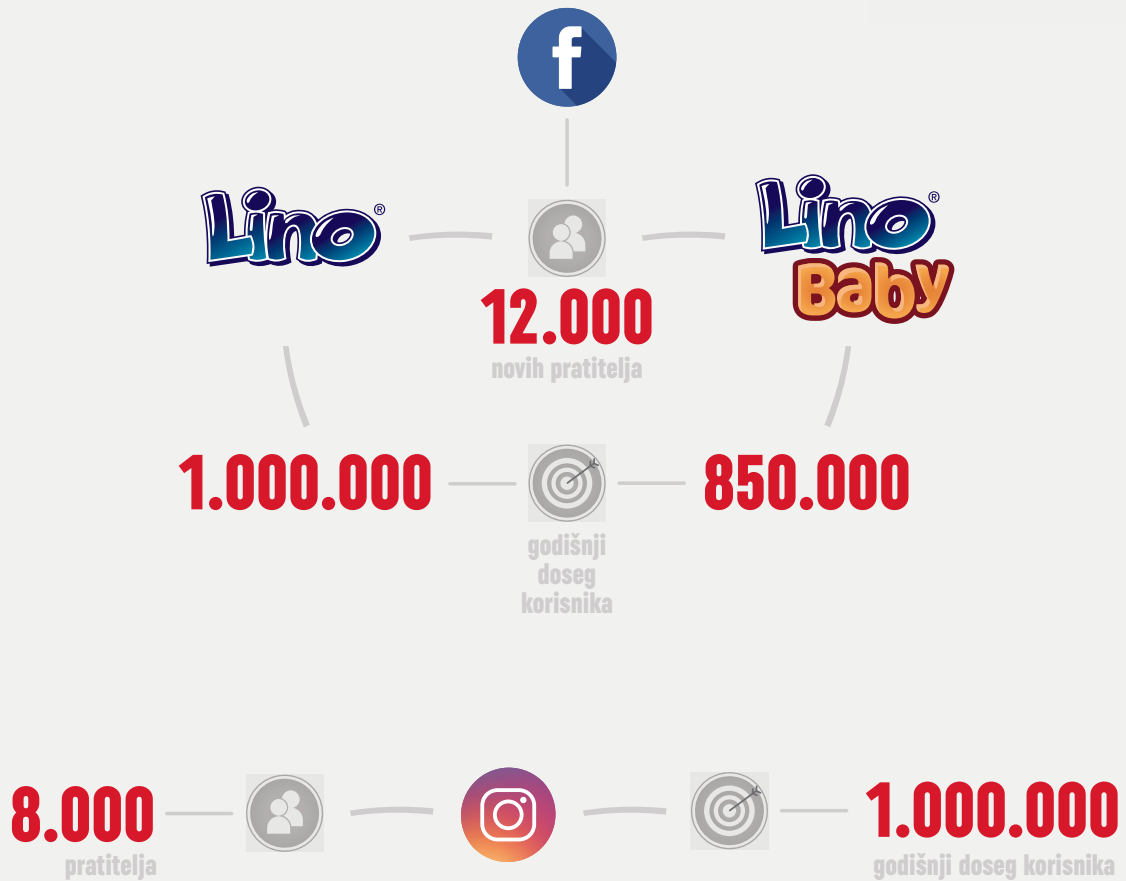 f
Lino®
Lino®
Baby
12.000
novih pratitelja
1.000.000
850.000
godišnji
doseg
korisnika
8.000
pratitelja
1.000.000
godišnji doseg korisnika